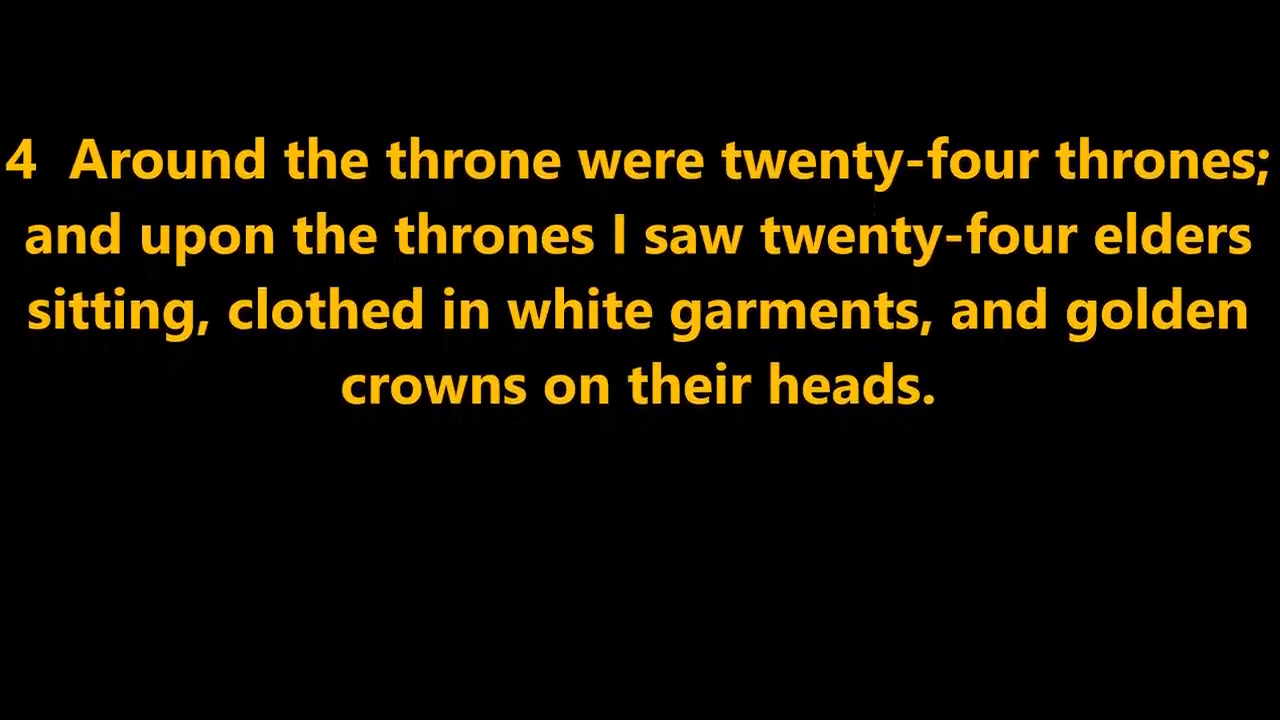 4  Around the throne were twenty-four thrones;
and upon the thrones I saw twenty-four elders
sitting, clothed in white garments, and golden
crowns on their heads.